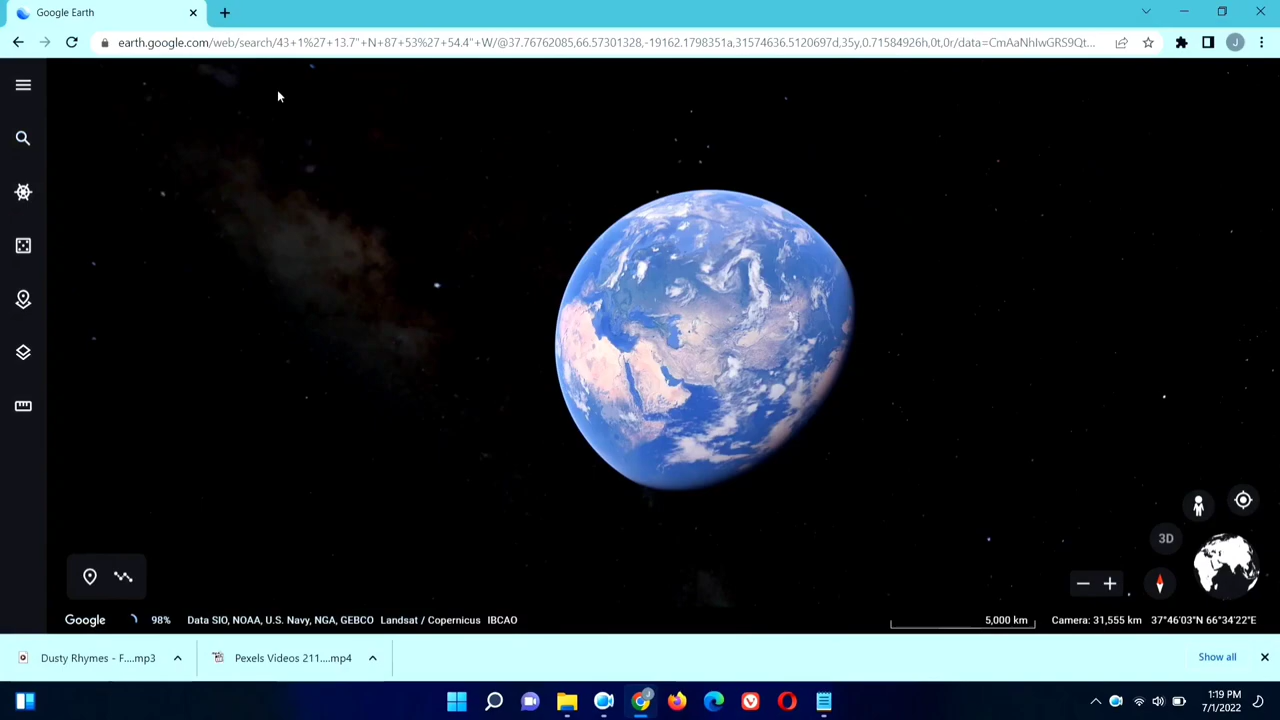 Google Earth
earth.google.com/web/search/43+1%27+13.7"+N+87+53%27+54.4"+W/@37.76762085,66.57301328,-19162.1798351a,31574636.5120697d,35y,0.71584926h,0t,0r/data=CmAaNhIwGRS9Qt...
J
3D
Google 98% Data SIO, NOAA, U.S. Navy, NGA, GEBCO Landsat / Copernicus IBCAO 5,000 km Camera: 31,555 km 37°46'03"N 66°34'22"E
Dusty Rhymes - F....mp3 Pexels Videos 211....mp4 Show all
1:19 PM
7/1/2022